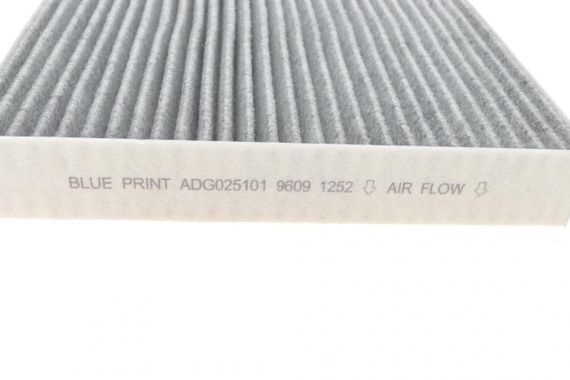 BLUE PRINT ADG025101 9609 1252 ⇩ AIR FLOW ⇩